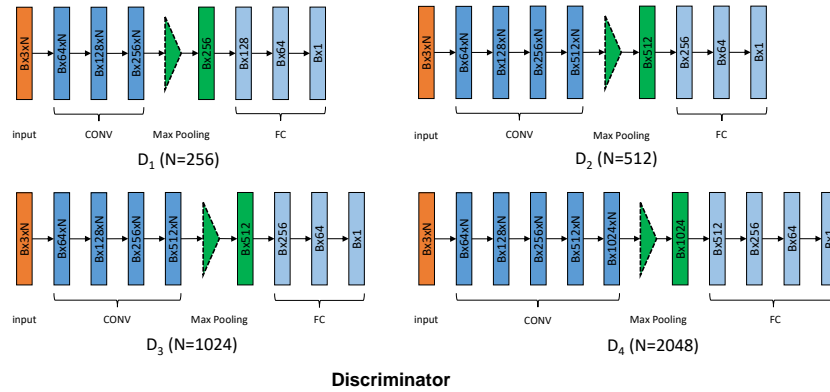 Bx3xN
Bx64xN
Bx128xN
Bx256xN
Bx256
Bx128
Bx64
Bx1
input
CONV
Max Pooling
FC
D1 (N=256)
Bx3xN
Bx64xN
Bx128xN
Bx256xN
Bx512xN
Bx512
Bx256
Bx64
Bx1
input
CONV
Max Pooling
FC
D2 (N=512)
Bx3xN
Bx64xN
Bx128xN
Bx256xN
Bx512xN
Bx512
Bx256
Bx64
Bx1
input
CONV
Max Pooling
FC
D3 (N=1024)
Bx3xN
Bx64xN
Bx128xN
Bx256xN
Bx512xN
Bx1024xN
Bx1024
Bx512
Bx256
Bx64
Bx1
input
CONV
Max Pooling
FC
D4 (N=2048)
Discriminator